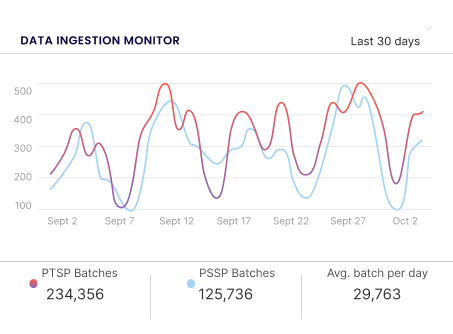 DATA INGESTION MONITOR
Last 30 days
500
400
300
200
100
Sept 2 Sept 7 Sept 12 Sept 17 Sept 22 Sept 27 Oct 2
PTSP Batches PSSP Batches Avg. batch per day
234,356 125,736 29,763